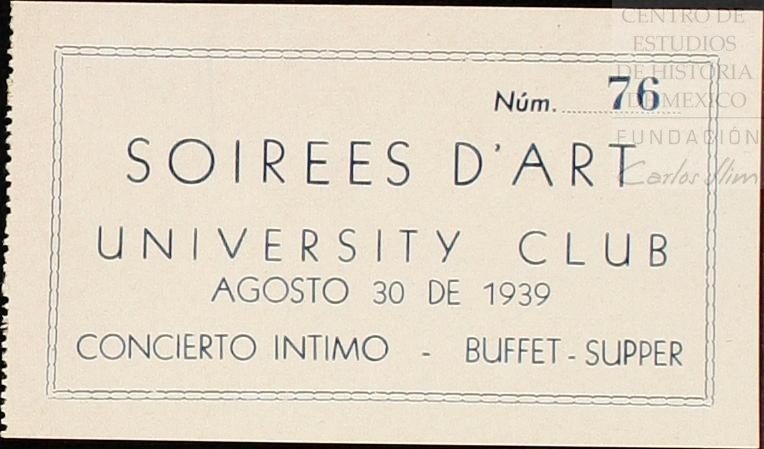 CENTRO DE
ESTUDIOS
DE HISTORIA
DE MEXICO
FUNDACIÓN
Carlos Slim
Núm. 76
SOIREES D'ART
UNIVERSITY CLUB
AGOSTO 30 DE 1939
CONCIERTO INTIMO - BUFFET-SUPPER